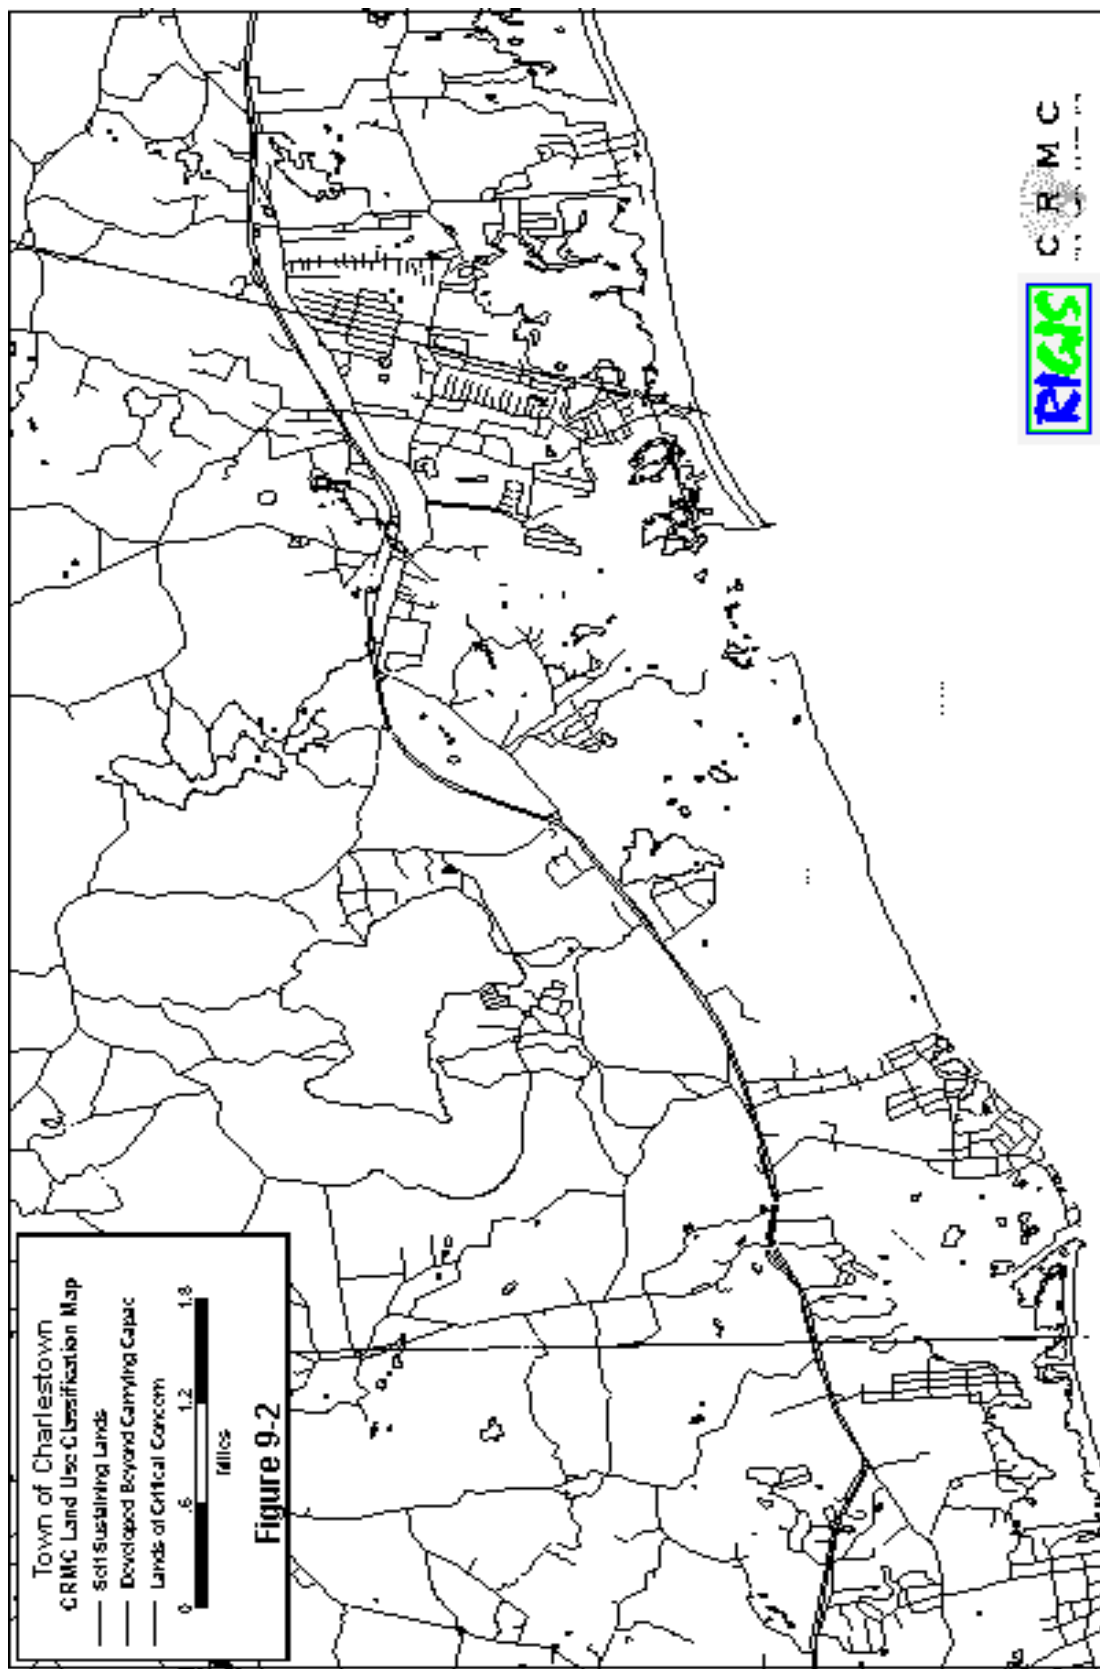 Town of Charlestown
CRMC Land Use Classification Map
Self Sustaining Lands
Developed Beyond Carrying Capac
Lands of Critical Concern
0 .6 1.2 1.8
Miles
Figure 9-2
RIGIS
C R M C